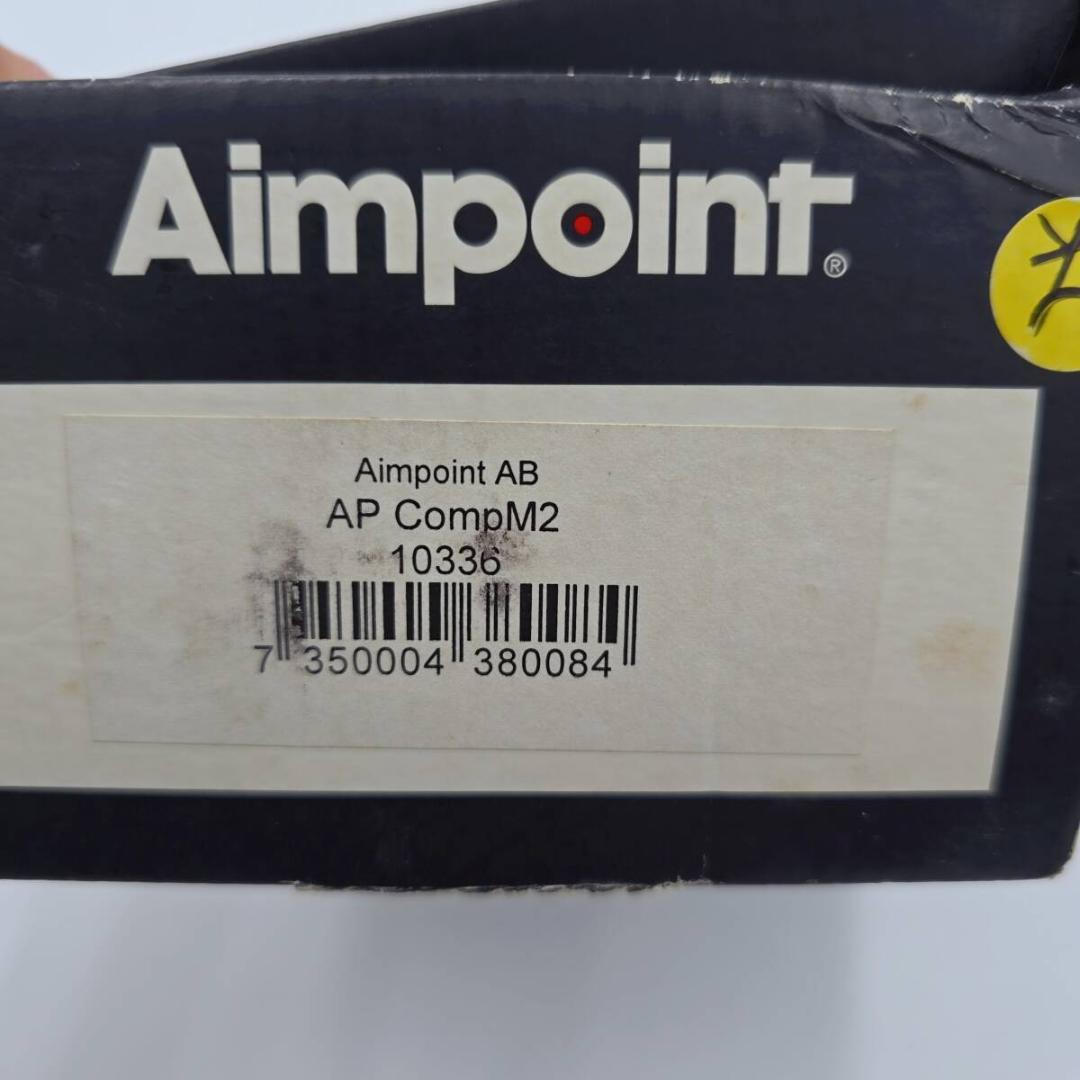 Aimpoint®
Aimpoint AB
AP CompM2
10336
7 350004 380084